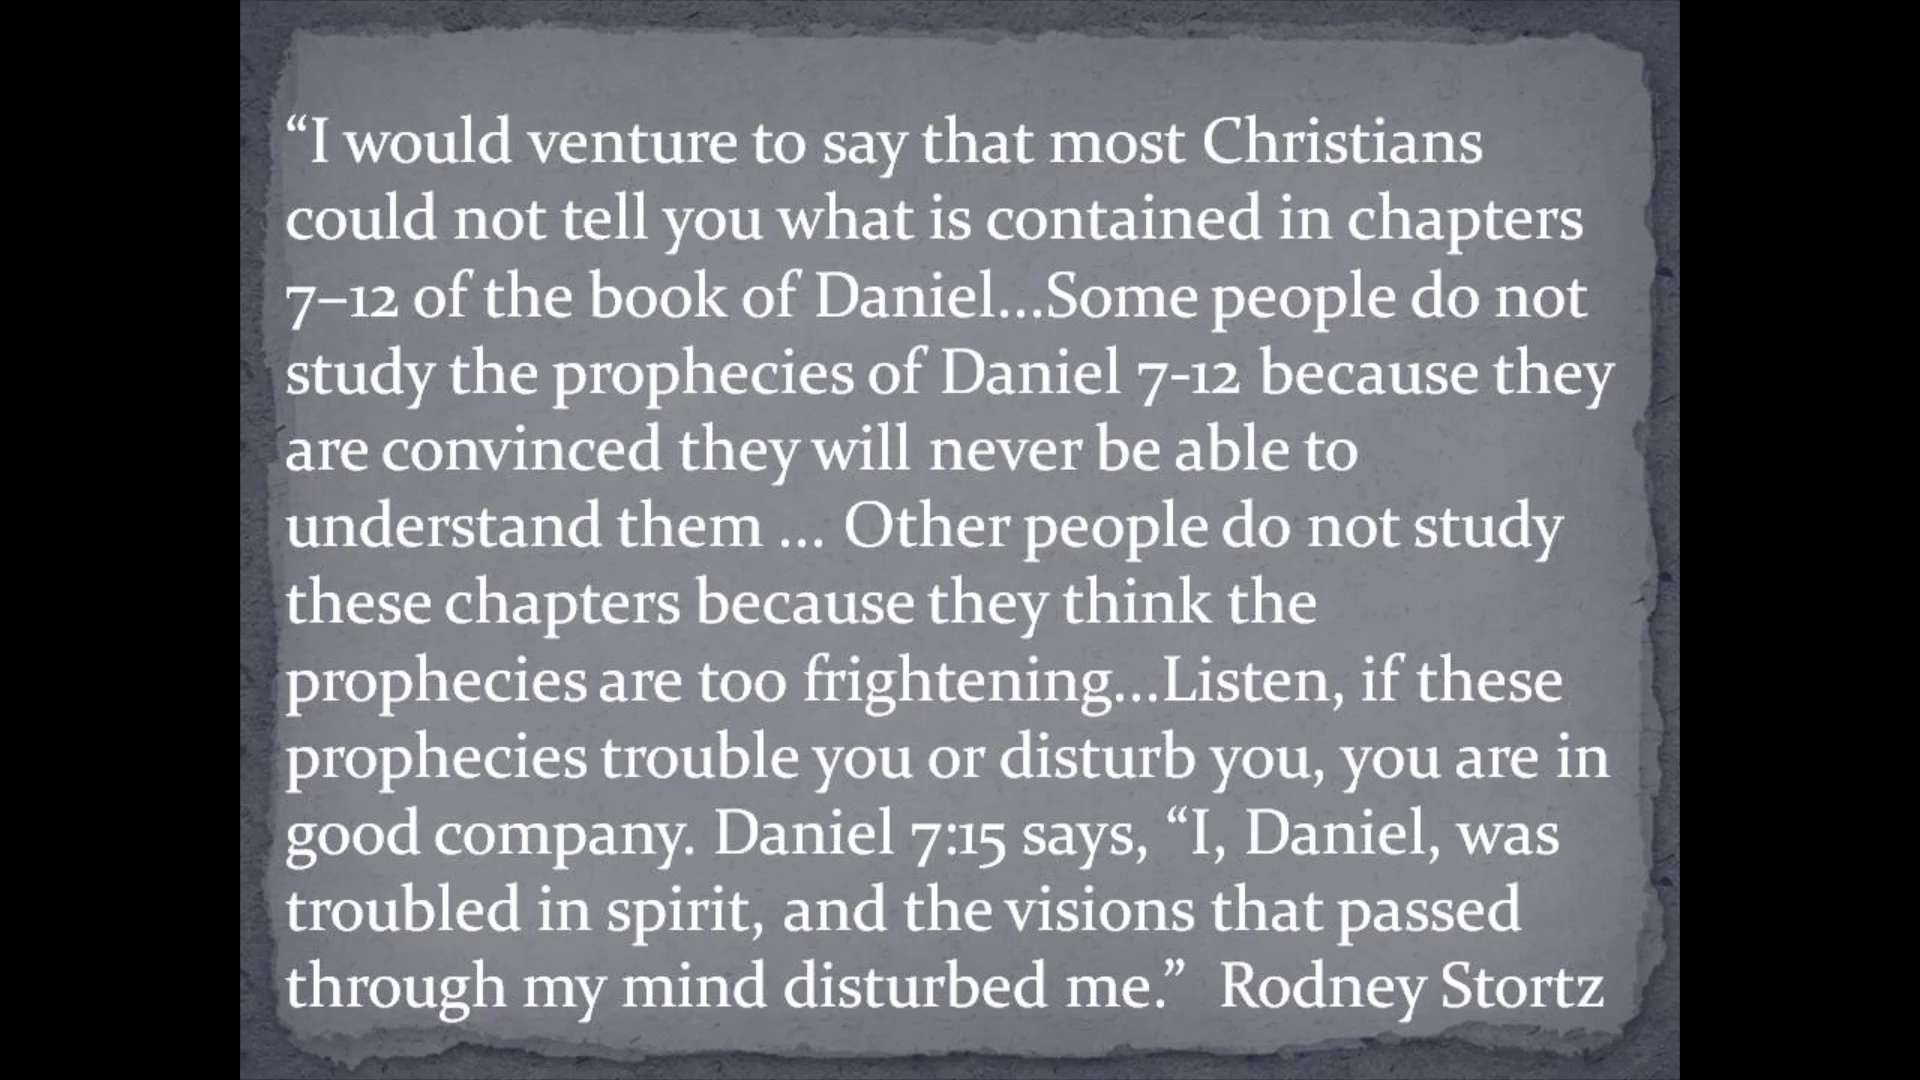 “I would venture to say that most Christians
could not tell you what is contained in chapters
7–12 of the book of Daniel...Some people do not
study the prophecies of Daniel 7-12 because they
are convinced they will never be able to
understand them ... Other people do not study
these chapters because they think the
prophecies are too frightening...Listen, if these
prophecies trouble you or disturb you, you are in
good company. Daniel 7:15 says, “I, Daniel, was
troubled in spirit, and the visions that passed
through my mind disturbed me.” Rodney Stortz